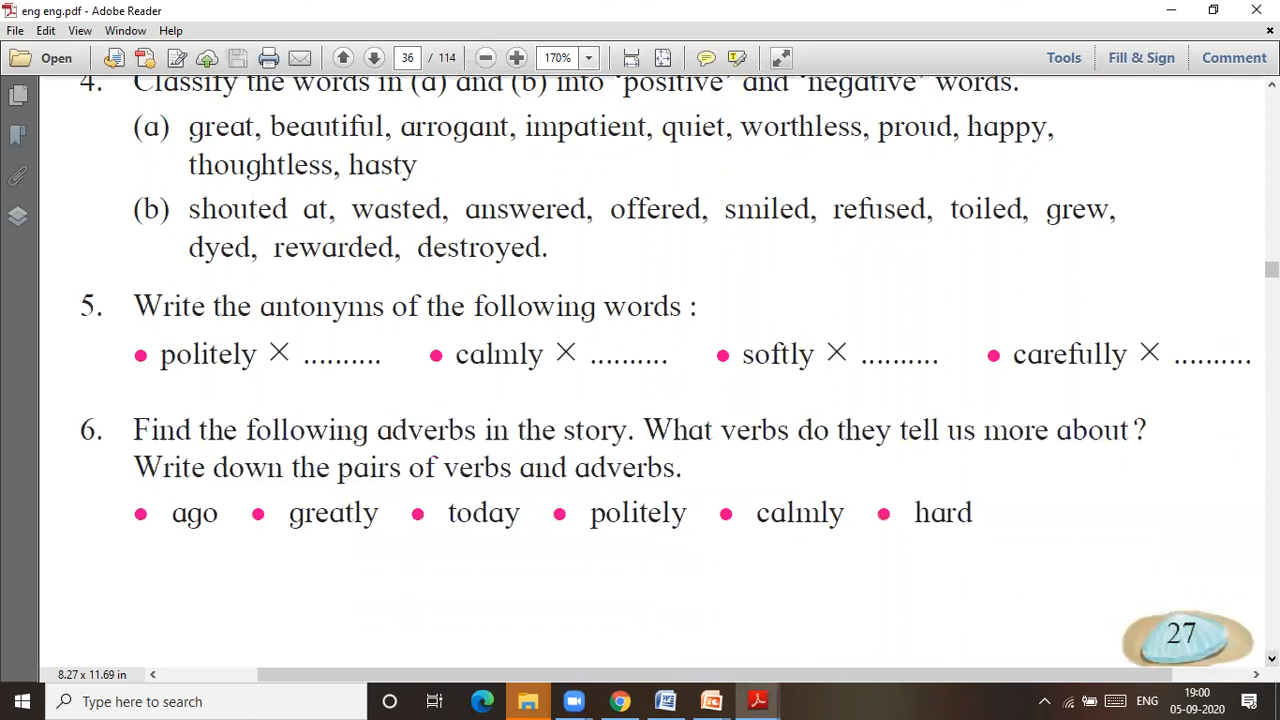 eng eng.pdf - Adobe Reader
File Edit View Window Help
Open 36 / 114 170% Tools Fill & Sign Comment
4. Classify the words in (a) and (b) into ‘positive’ and ‘negative’ words.
(a) great, beautiful, arrogant, impatient, quiet, worthless, proud, happy,
thoughtless, hasty
(b) shouted at, wasted, answered, offered, smiled, refused, toiled, grew,
dyed, rewarded, destroyed.
5. Write the antonyms of the following words :
• politely × .......... • calmly × .......... • softly × .......... • carefully × ..........
6. Find the following adverbs in the story. What verbs do they tell us more about?
Write down the pairs of verbs and adverbs.
• ago • greatly • today • politely • calmly • hard
27
8.27 x 11.69 in
Type here to search ENG 19:00
05-09-2020